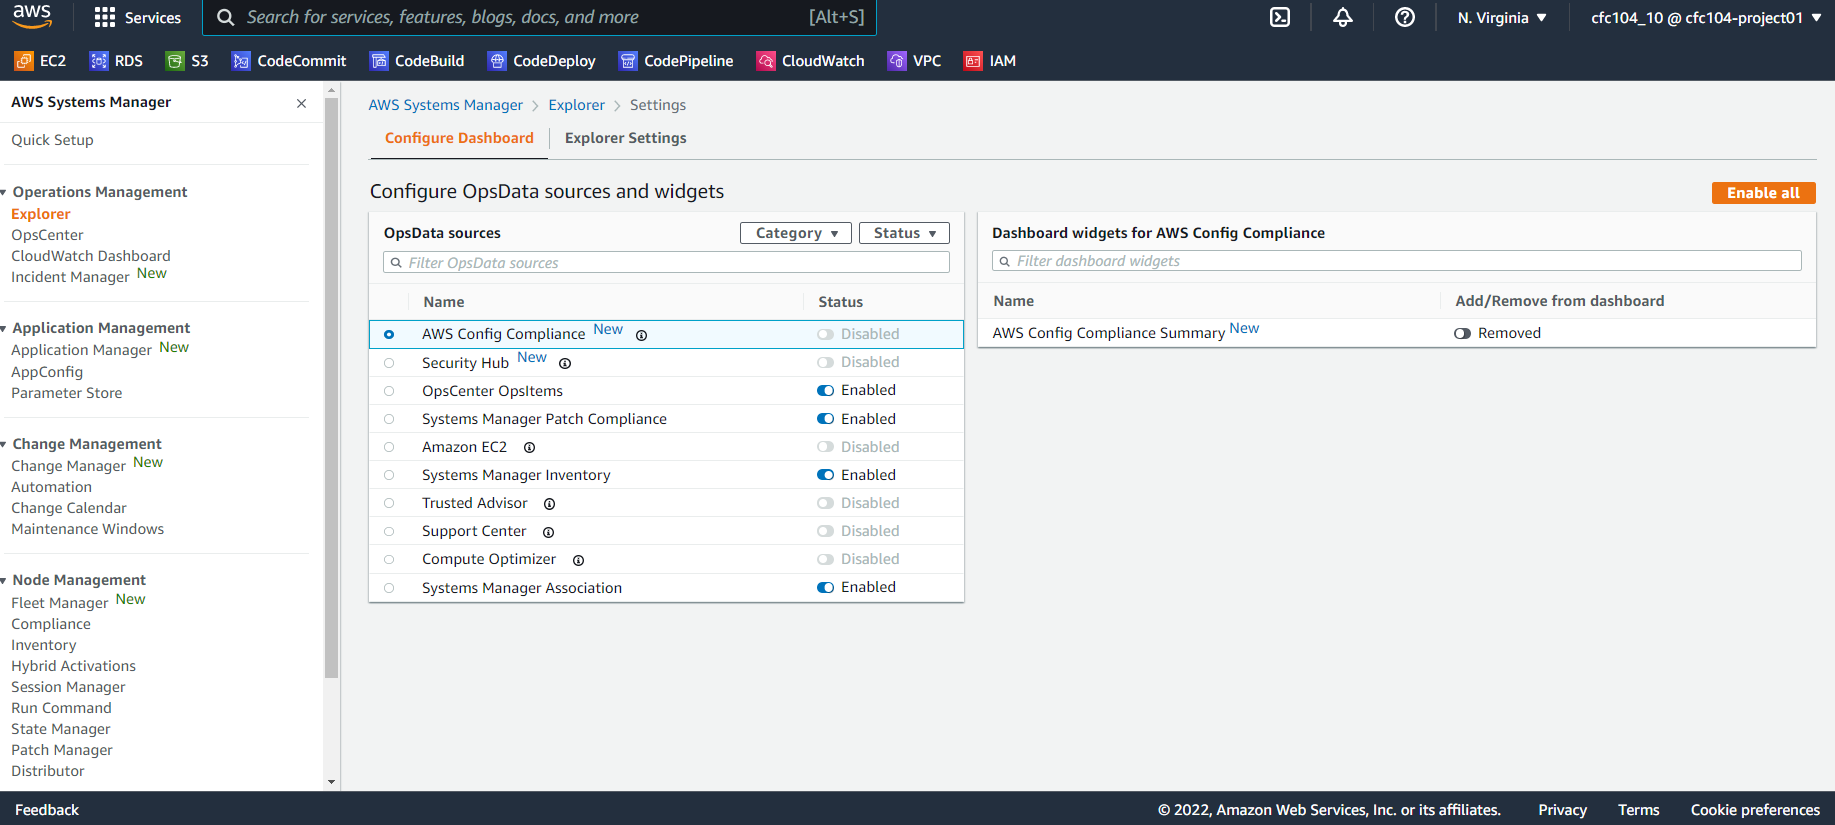 aws Services Search for services, features, blogs, docs, and more [Alt+S] N. Virginia cfc104_10 @ cfc104-project01
EC2 RDS S3 CodeCommit CodeBuild CodeDeploy CodePipeline CloudWatch VPC IAM
AWS Systems Manager
Quick Setup
Operations Management
Explorer
OpsCenter
CloudWatch Dashboard
Incident Manager New
Application Management
Application Manager New
AppConfig
Parameter Store
Change Management
Change Manager New
Automation
Change Calendar
Maintenance Windows
Node Management
Fleet Manager New
Compliance
Inventory
Hybrid Activations
Session Manager
Run Command
State Manager
Patch Manager
Distributor
AWS Systems Manager > Explorer > Settings
Configure Dashboard Explorer Settings
Configure OpsData sources and widgets Enable all
OpsData sources Category Status
Filter OpsData sources
Name Status
AWS Config Compliance New Disabled
Security Hub New Disabled
OpsCenter OpsItems Enabled
Systems Manager Patch Compliance Enabled
Amazon EC2 Disabled
Systems Manager Inventory Enabled
Trusted Advisor Disabled
Support Center Disabled
Compute Optimizer Disabled
Systems Manager Association Enabled
Dashboard widgets for AWS Config Compliance
Filter dashboard widgets
Name Add/Remove from dashboard
AWS Config Compliance Summary New Removed
Feedback © 2022, Amazon Web Services, Inc. or its affiliates. Privacy Terms Cookie preferences